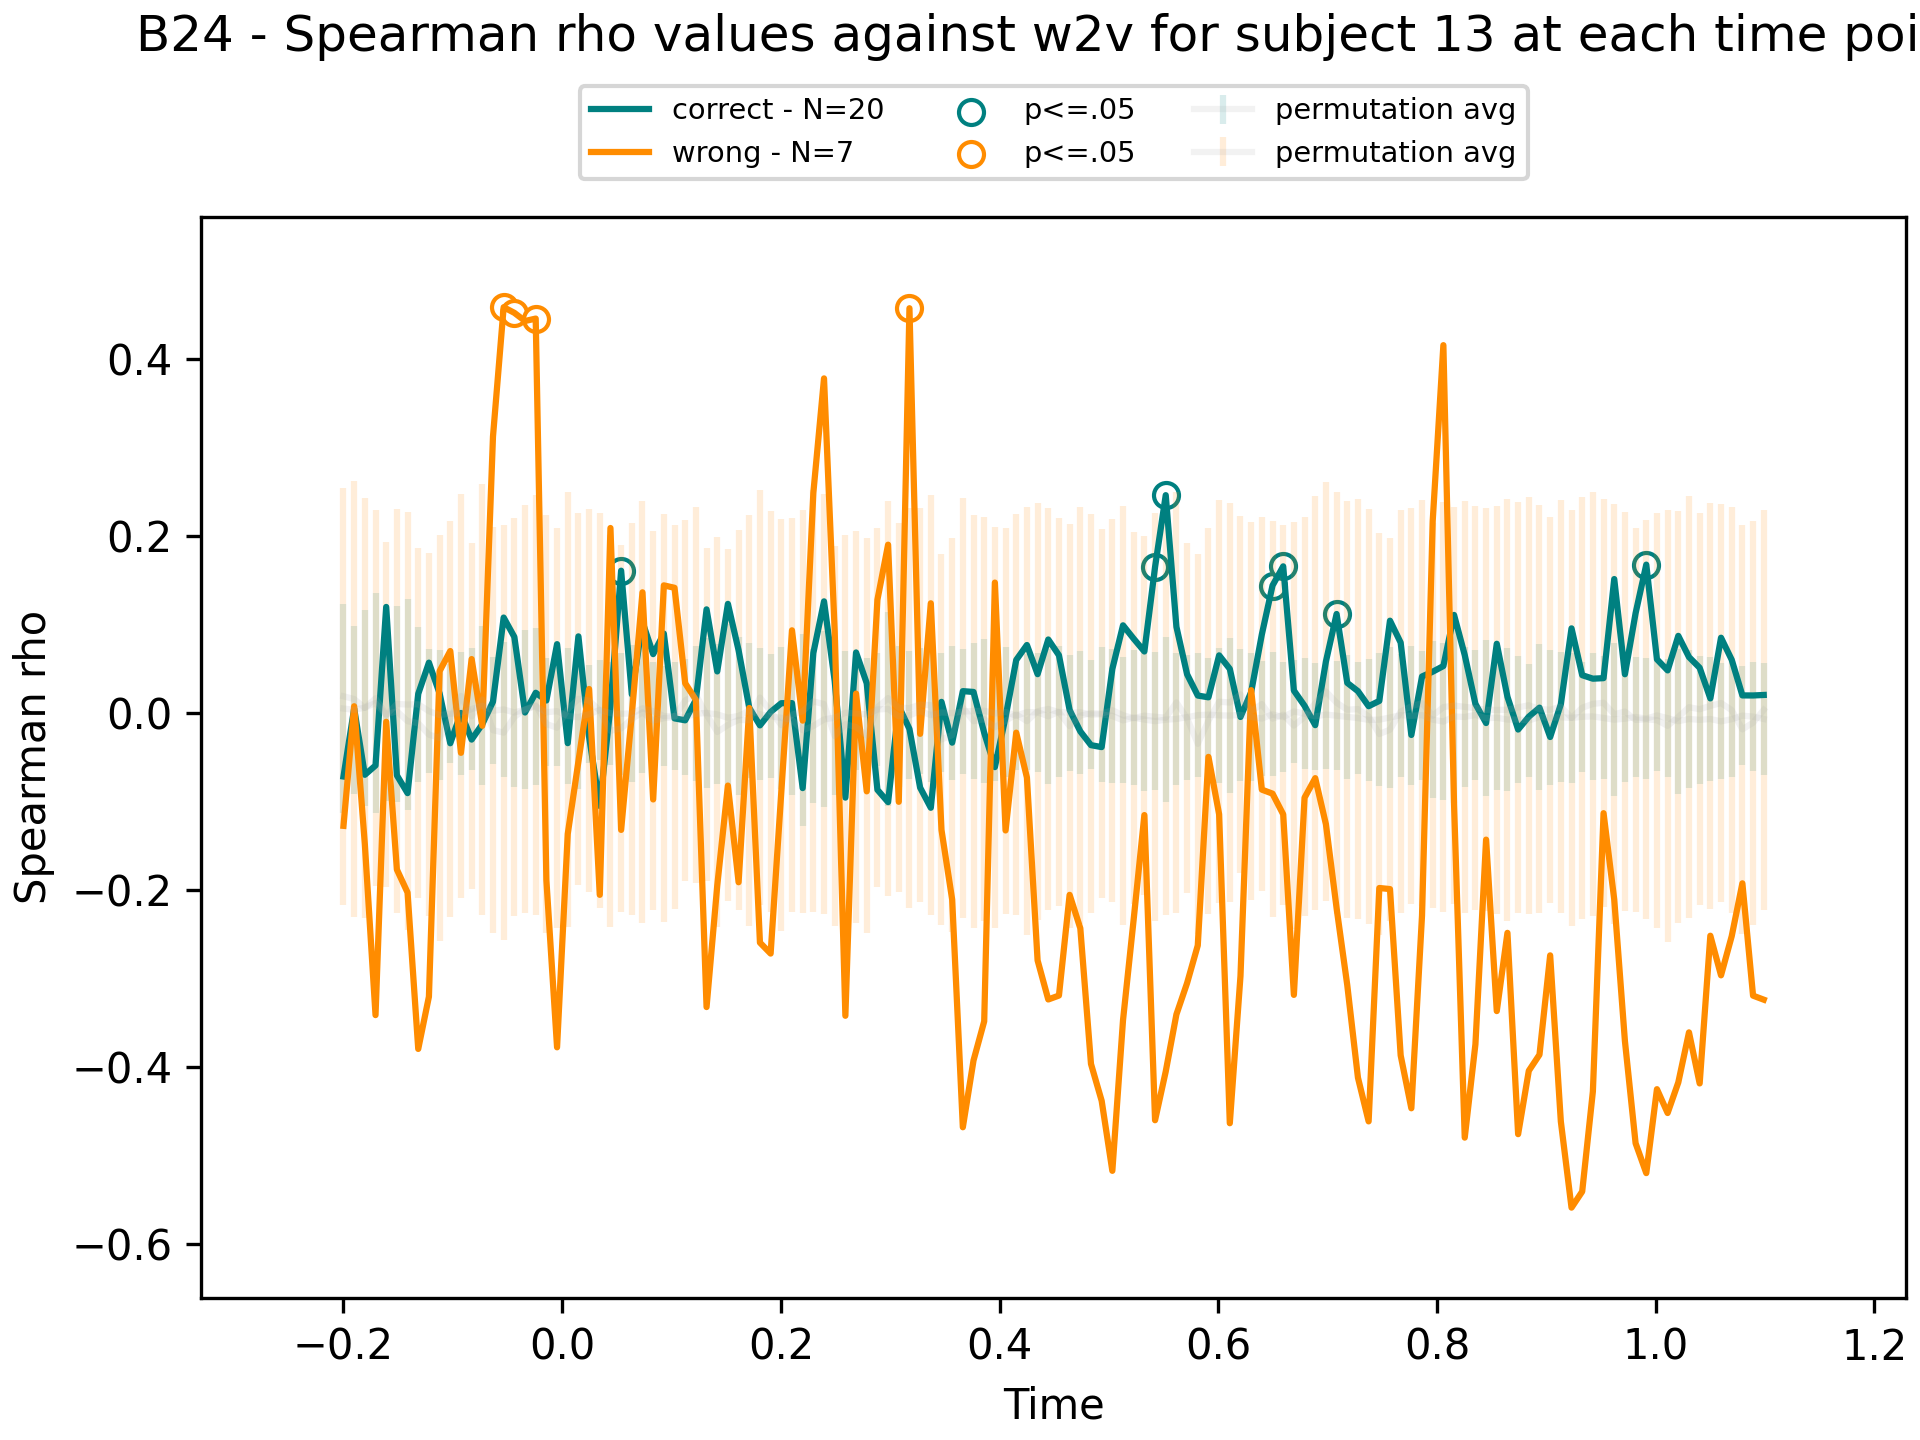 B24 - Spearman rho values against w2v for subject 13 at each time poi
correct - N=20
wrong - N=7
p<=.05
p<=.05
permutation avg
permutation avg
Spearman rho
0.4
0.2
0.0
−0.2
−0.4
−0.6
−0.2
0.0
0.2
0.4
0.6
0.8
1.0
1.2
Time